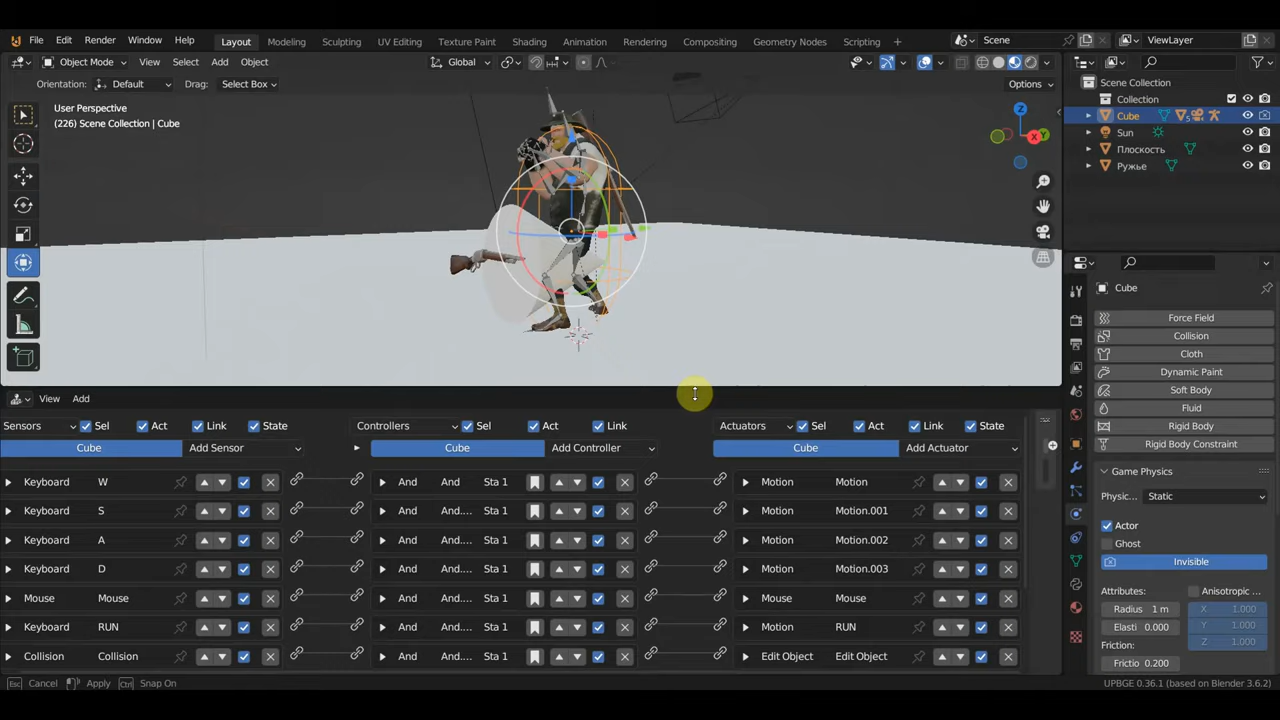 File Edit Render Window Help Layout Modeling Sculpting UV Editing Texture Paint Shading Animation Rendering Compositing Geometry Nodes Scripting + Scene ViewLayer
Object Mode View Select Add Object Global
Orientation: Default Drag: Select Box Options
User Perspective
(226) Scene Collection | Cube
Z
Y
X
Scene Collection
Collection
Cube 5
Sun
Плоскость
Ружье
Cube
Force Field
Collision
Cloth
Dynamic Paint
Soft Body
Fluid
Rigid Body
Rigid Body Constraint
Game Physics
Physic... Static
Actor
Ghost
Invisible
Attributes: Anisotropic ...
Radius 1 m X 1.000
Elasti 0.000 Y 1.000
Z 1.000
Friction:
Frictio 0.200
View Add
Sensors Sel Act Link State Controllers Sel Act Link Actuators Sel Act Link State
Cube Add Sensor Cube Add Controller Cube Add Actuator
Keyboard W And And Sta 1 Motion Motion
Keyboard S And And.... Sta 1 Motion Motion.001
Keyboard A And And.... Sta 1 Motion Motion.002
Keyboard D And And.... Sta 1 Motion Motion.003
Mouse Mouse And And.... Sta 1 Mouse Mouse
Keyboard RUN And And.... Sta 1 Motion RUN
Collision Collision And And.... Sta 1 Edit Object Edit Object
Esc Cancel Apply Ctrl Snap On UPBGE 0.36.1 (based on Blender 3.6.2)